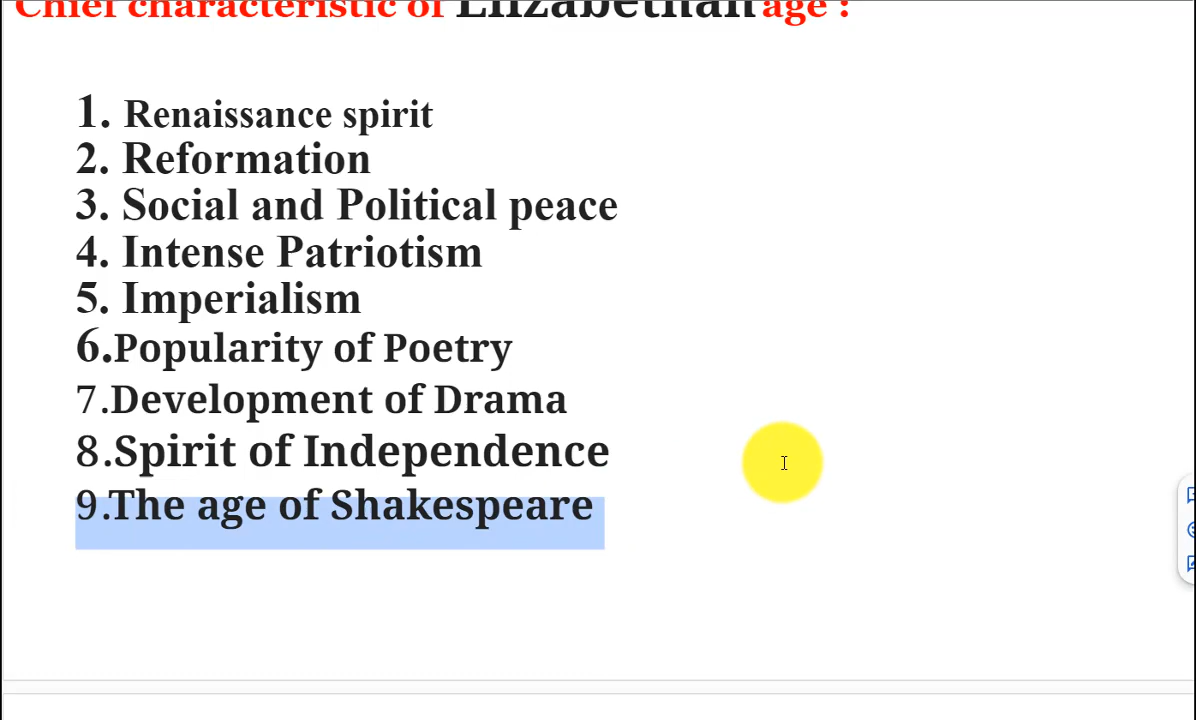 Chief characteristic of Elizabethan age :
1. Renaissance spirit
2. Reformation
3. Social and Political peace
4. Intense Patriotism
5. Imperialism
6.Popularity of Poetry
7.Development of Drama
8.Spirit of Independence
9.The age of Shakespeare